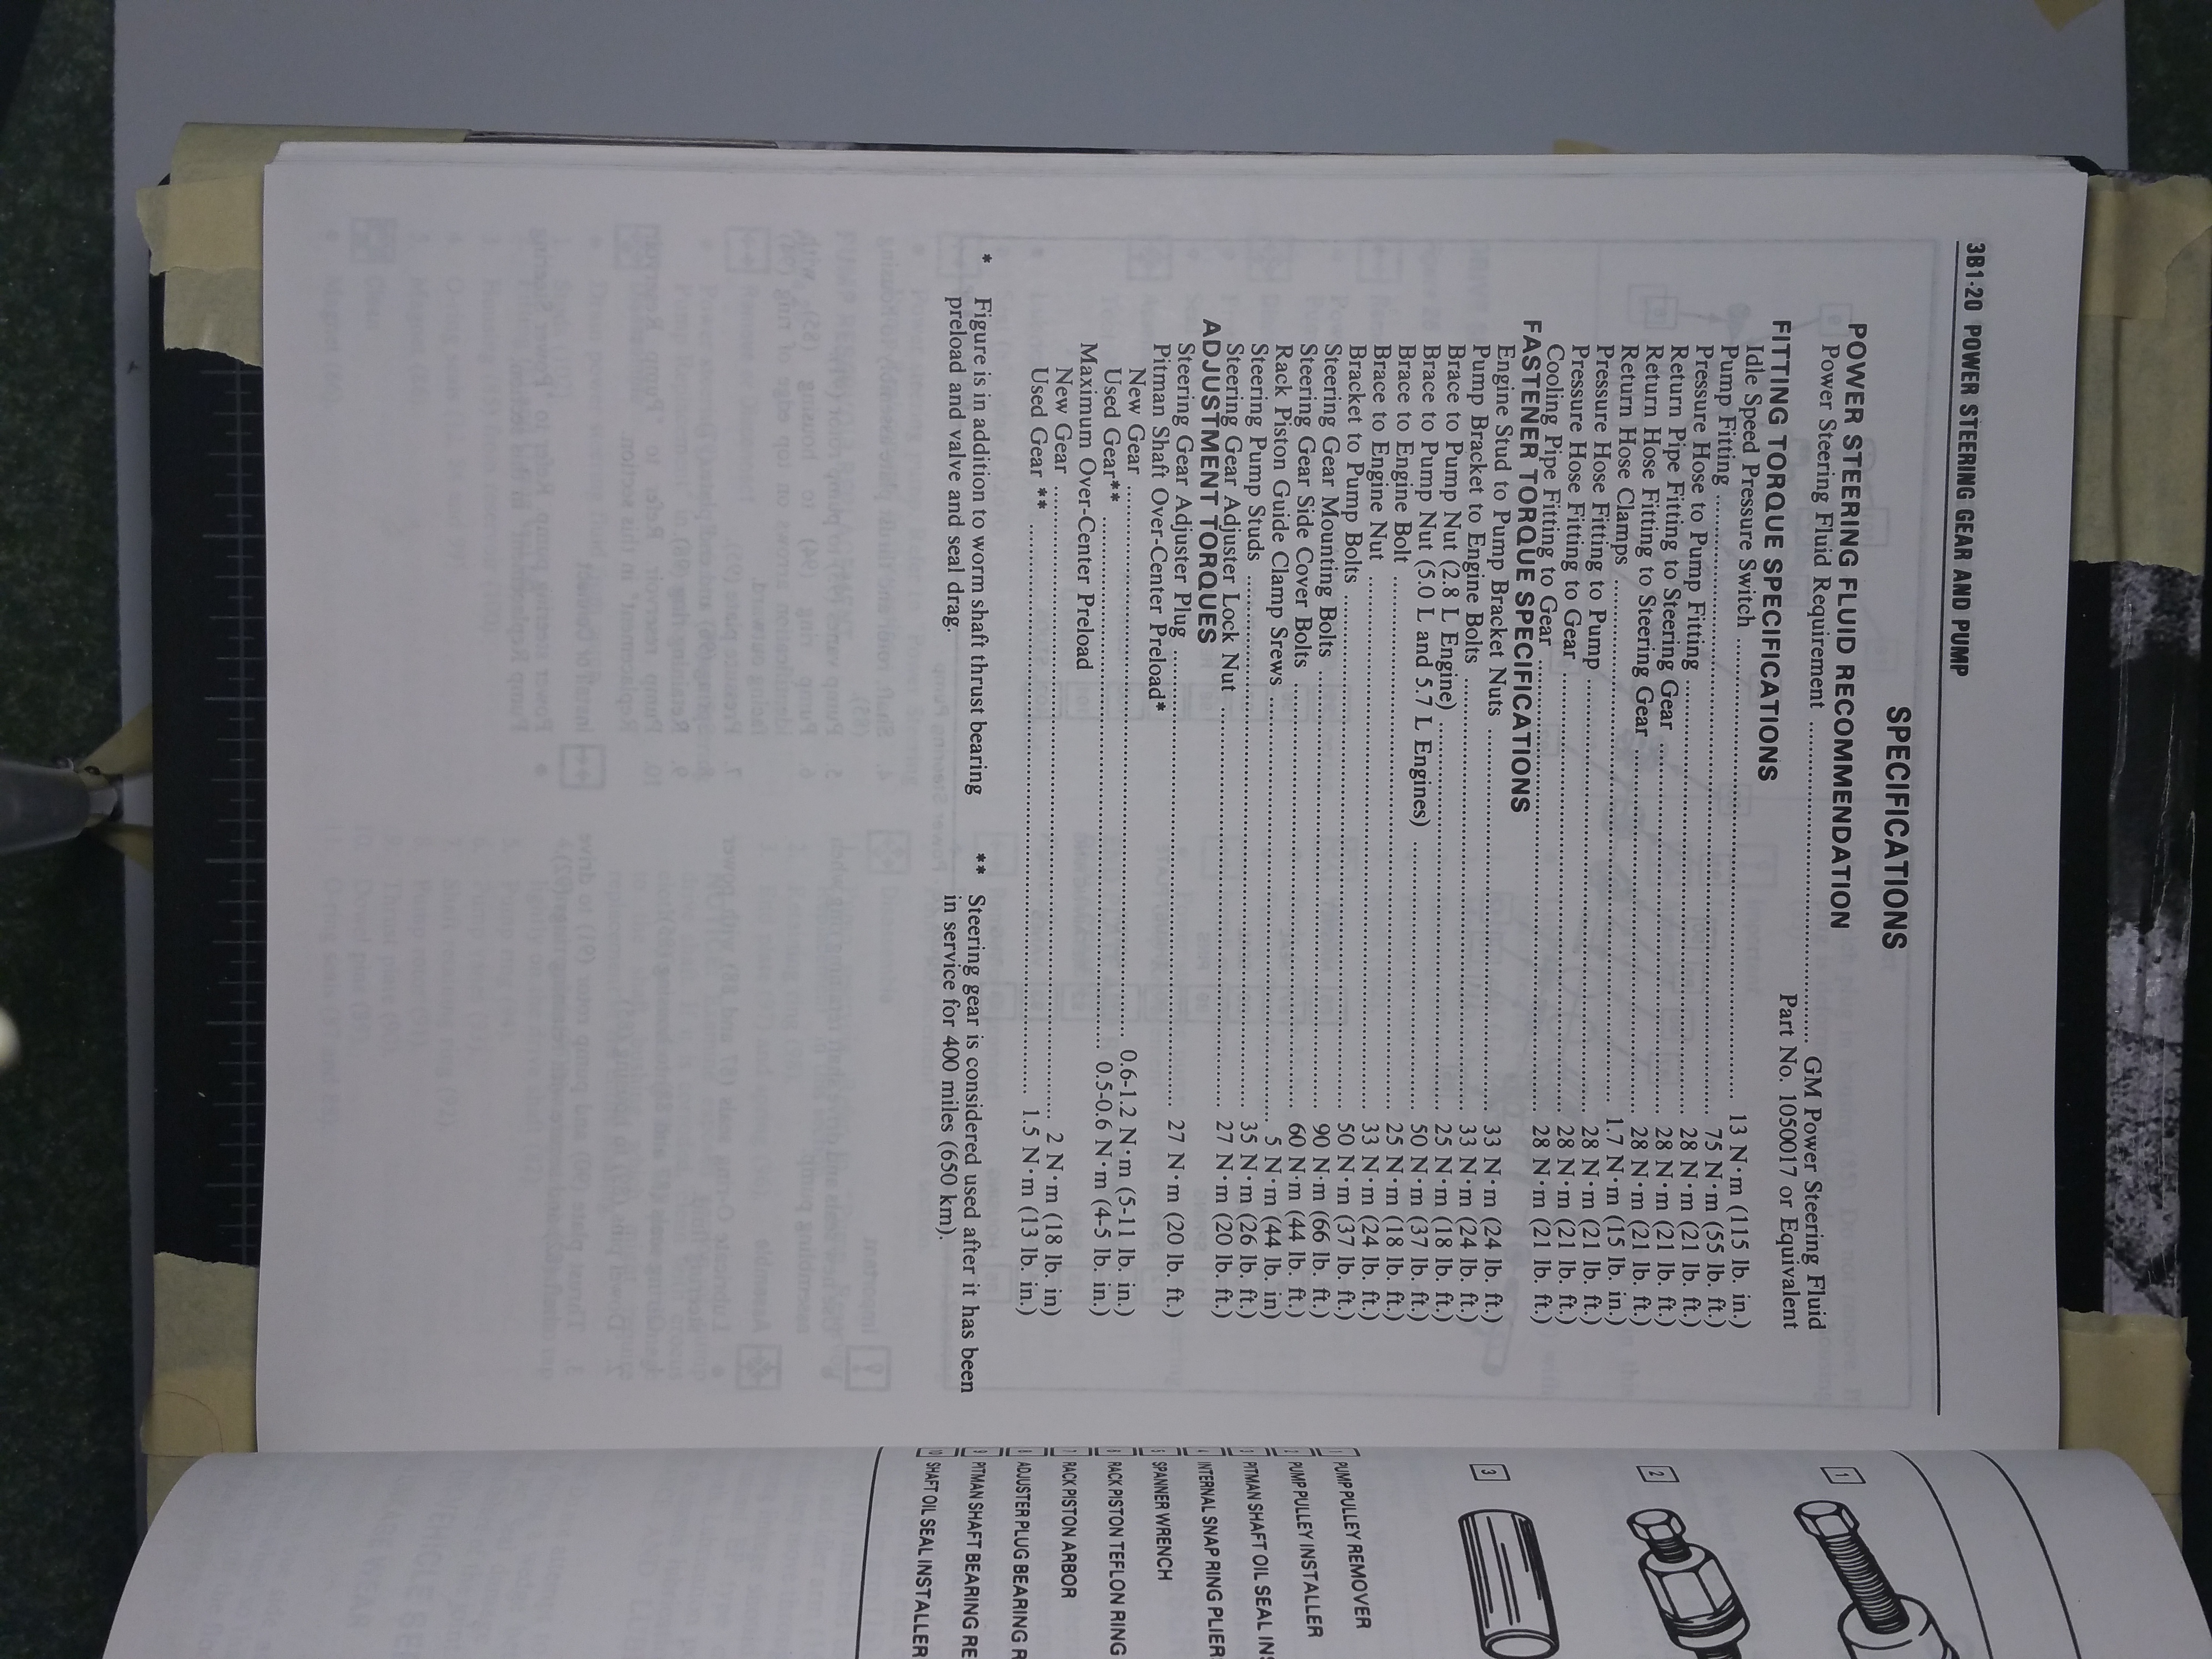 3B1-20 POWER STEERING GEAR AND PUMP
SPECIFICATIONS
POWER STEERING FLUID RECOMMENDATION
Power Steering Fluid Requirement ........ GM Power Steering Fluid
Part No. 1050017 or Equivalent
FITTING TORQUE SPECIFICATIONS
Idle Speed Pressure Switch ........ 13 N·m (115 lb. in.)
Pump Fitting ........ 75 N·m (55 lb. ft.)
Pressure Hose to Pump Fitting ........ 28 N·m (21 lb. ft.)
Return Pipe Fitting to Steering Gear ........ 28 N·m (21 lb. ft.)
Return Hose Fitting to Steering Gear ........ 28 N·m (21 lb. ft.)
Return Hose Clamps ........ 1.7 N·m (15 lb. in.)
Pressure Hose Fitting to Pump ........ 28 N·m (21 lb. ft.)
Pressure Hose Fitting to Gear ........ 28 N·m (21 lb. ft.)
Cooling Pipe Fitting to Gear ........ 28 N·m (21 lb. ft.)
FASTENER TORQUE SPECIFICATIONS
Engine Stud to Pump Bracket Nuts ........ 33 N·m (24 lb. ft.)
Pump Bracket to Engine Bolts ........ 33 N·m (24 lb. ft.)
Brace to Pump Nut (2.8 L Engine) ........ 25 N·m (18 lb. ft.)
Brace to Pump Nut (5.0 L and 5.7 L Engines) ........ 50 N·m (37 lb. ft.)
Brace to Engine Bolt ........ 25 N·m (18 lb. ft.)
Brace to Engine Nut ........ 33 N·m (24 lb. ft.)
Bracket to Pump Bolts ........ 50 N·m (37 lb. ft.)
Steering Gear Mounting Bolts ........ 90 N·m (66 lb. ft.)
Steering Gear Side Cover Bolts ........ 60 N·m (44 lb. ft.)
Rack Piston Guide Clamp Srews ........ 5 N·m (44 lb. in)
Steering Pump Studs ........ 35 N·m (26 lb. ft.)
Steering Gear Adjuster Lock Nut ........ 27 N·m (20 lb. ft.)
ADJUSTMENT TORQUES
Steering Gear Adjuster Plug ........ 27 N·m (20 lb. ft.)
Pitman Shaft Over-Center Preload*
New Gear ........ 0.6-1.2 N·m (5-11 lb. in.)
Used Gear** ........ 0.5-0.6 N·m (4-5 lb. in.)
Maximum Over-Center Preload
New Gear ........ 2 N·m (18 lb. in)
Used Gear ** ........ 1.5 N·m (13 lb. in.)
* Figure is in addition to worm shaft thrust bearing
preload and valve and seal drag.
** Steering gear is considered used after it has been
in service for 400 miles (650 km).
1
2
3
1 PUMP PULLEY REMOVER
2 PUMP PULLEY INSTALLER
3 PITMAN SHAFT OIL SEAL
4 INTERNAL SNAP RING PLIER
5 SPANNER WRENCH
6 RACK PISTON TEFLON RING
7 RACK PISTON ARBOR
8 ADJUSTER PLUG BEARING
9 PITMAN SHAFT BEARING
10 SHAFT OIL SEAL INSTALLER